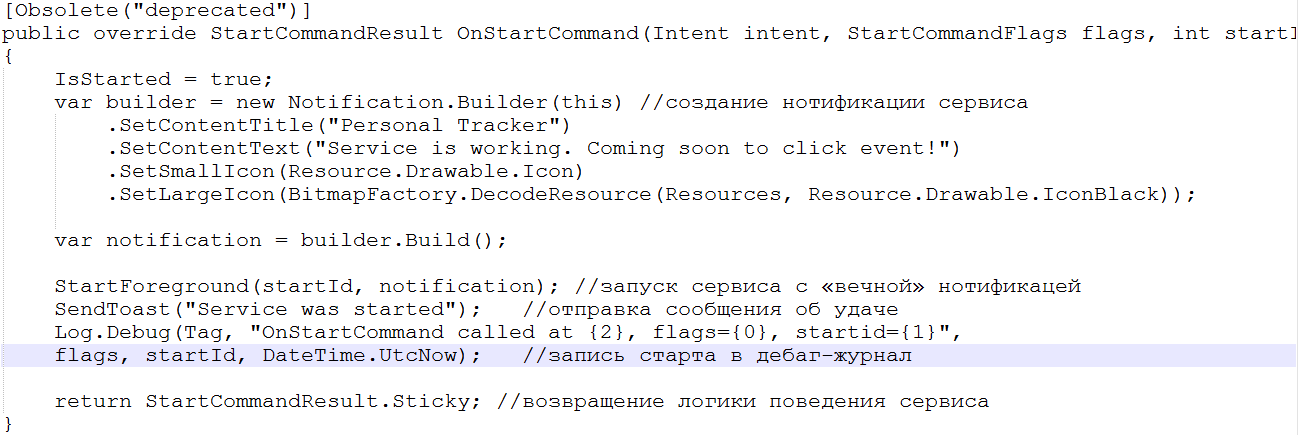 [Obsolete("deprecated")]
public override StartCommandResult OnStartCommand(Intent intent, StartCommandFlags flags, int
{
IsStarted = true;
var builder = new Notification.Builder(this) //создание нотификации сервиса
.SetContentTitle("Personal Tracker")
.SetContentText("Service is working. Coming soon to click event!")
.SetSmallIcon(Resource.Drawable.Icon)
.SetLargeIcon(BitmapFactory.DecodeResource(Resources, Resource.Drawable.IconBlack));
var notification = builder.Build();
StartForeground(startId, notification); //запуск сервиса с «вечной» нотификацей
SendToast("Service was started"); //отправка сообщения об удаче
Log.Debug(Tag, "OnStartCommand called at {2}, flags={0}, startid={1}",
flags, startId, DateTime.UtcNow); //запись старта в дебаг-журнал
return StartCommandResult.Sticky; //возвращение логики поведения сервиса
}